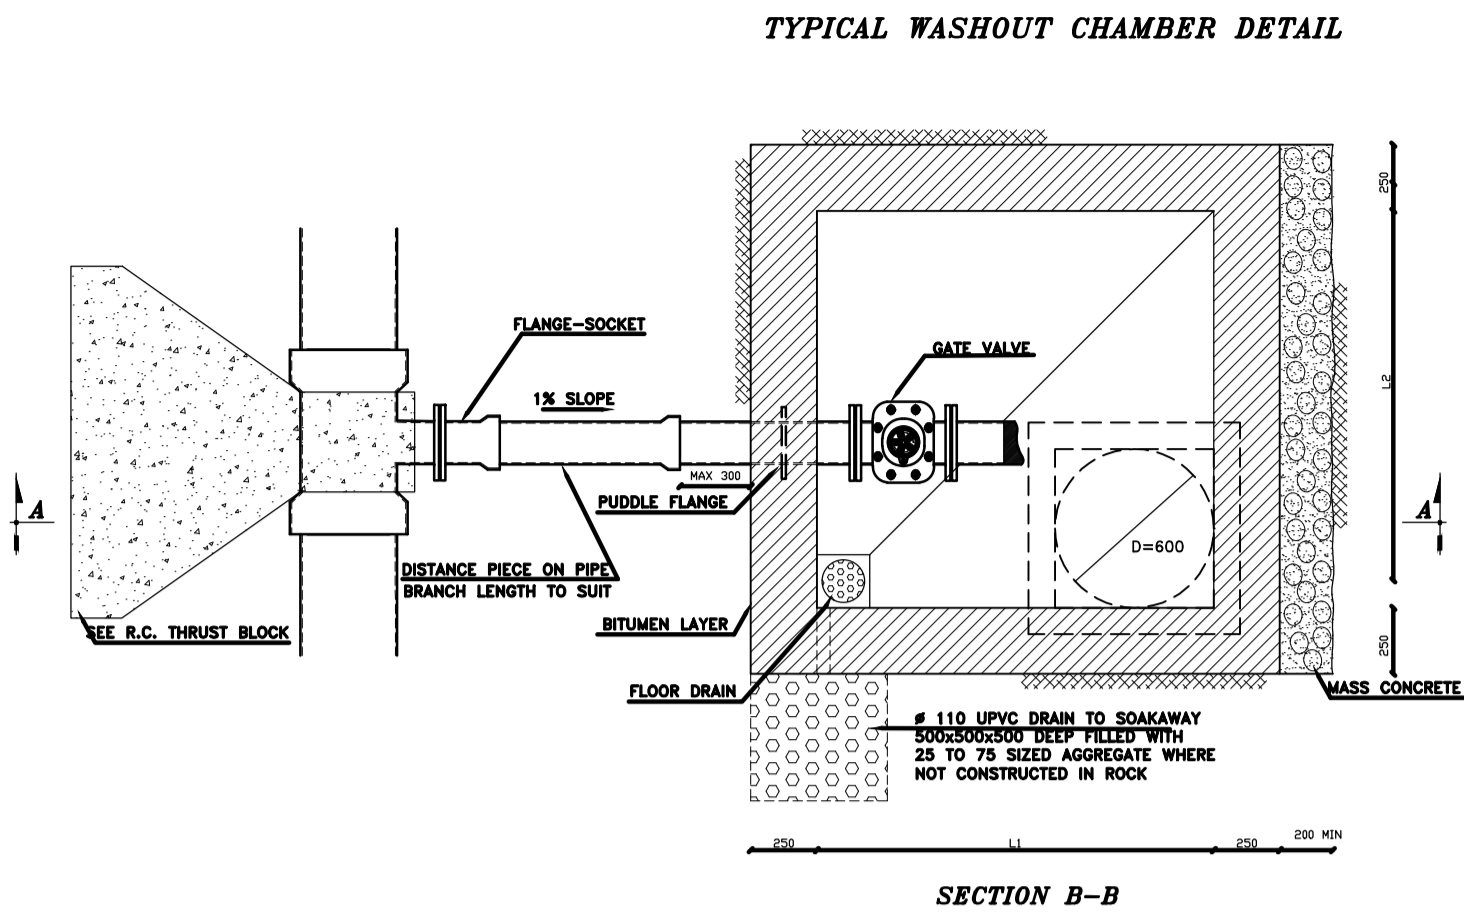 TYPICAL WASHOUT CHAMBER DETAIL
250
FLANGE-SOCKET
GATE VALVE
L2
1% SLOPE
MAX 300
PUDDLE FLANGE
A
A
D=600
DISTANCE PIECE ON PIPE
BRANCH LENGTH TO SUIT
BITUMEN LAYER
SEE R.C. THRUST BLOCK
250
FLOOR DRAIN
MASS CONCRETE
ø 110 UPVC DRAIN TO SOAKAWAY
500x500x500 DEEP FILLED WITH
25 TO 75 SIZED AGGREGATE WHERE
NOT CONSTRUCTED IN ROCK
250
L1
250
200 MIN
SECTION B-B